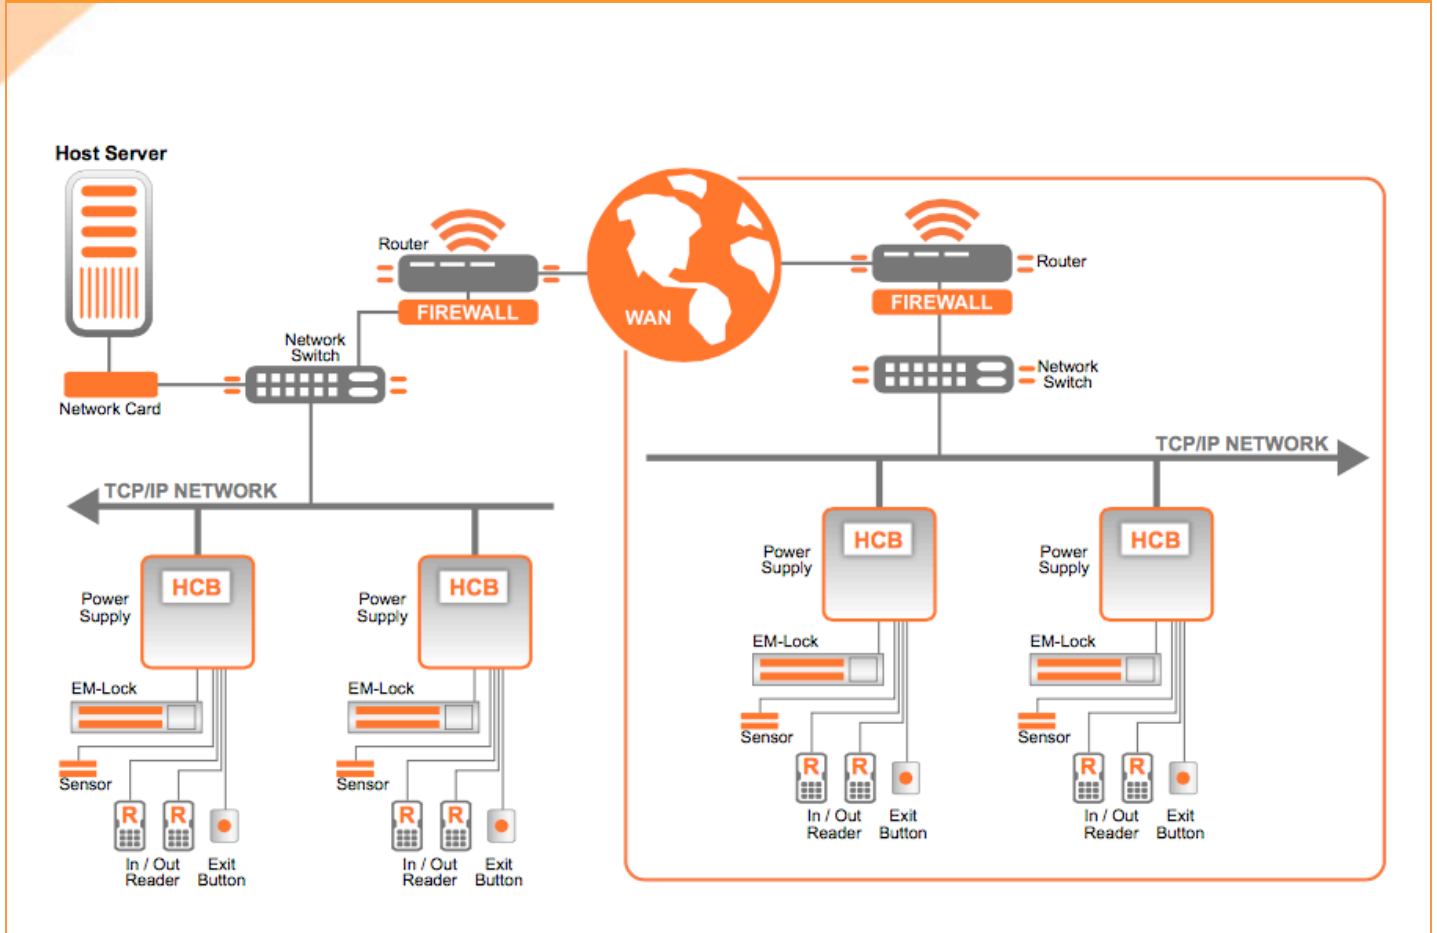 Host Server
Network Card
Network
Switch
Router
FIREWALL
WAN
Router
FIREWALL
Network
Switch
TCP/IP NETWORK
TCP/IP NETWORK
HCB
Power
Supply
EM-Lock
Sensor
R
R
In / Out
Reader
Exit
Button
HCB
Power
Supply
EM-Lock
Sensor
R
R
In / Out
Reader
Exit
Button
HCB
Power
Supply
EM-Lock
Sensor
R
R
In / Out
Reader
Exit
Button
HCB
Power
Supply
EM-Lock
Sensor
R
R
In / Out
Reader
Exit
Button